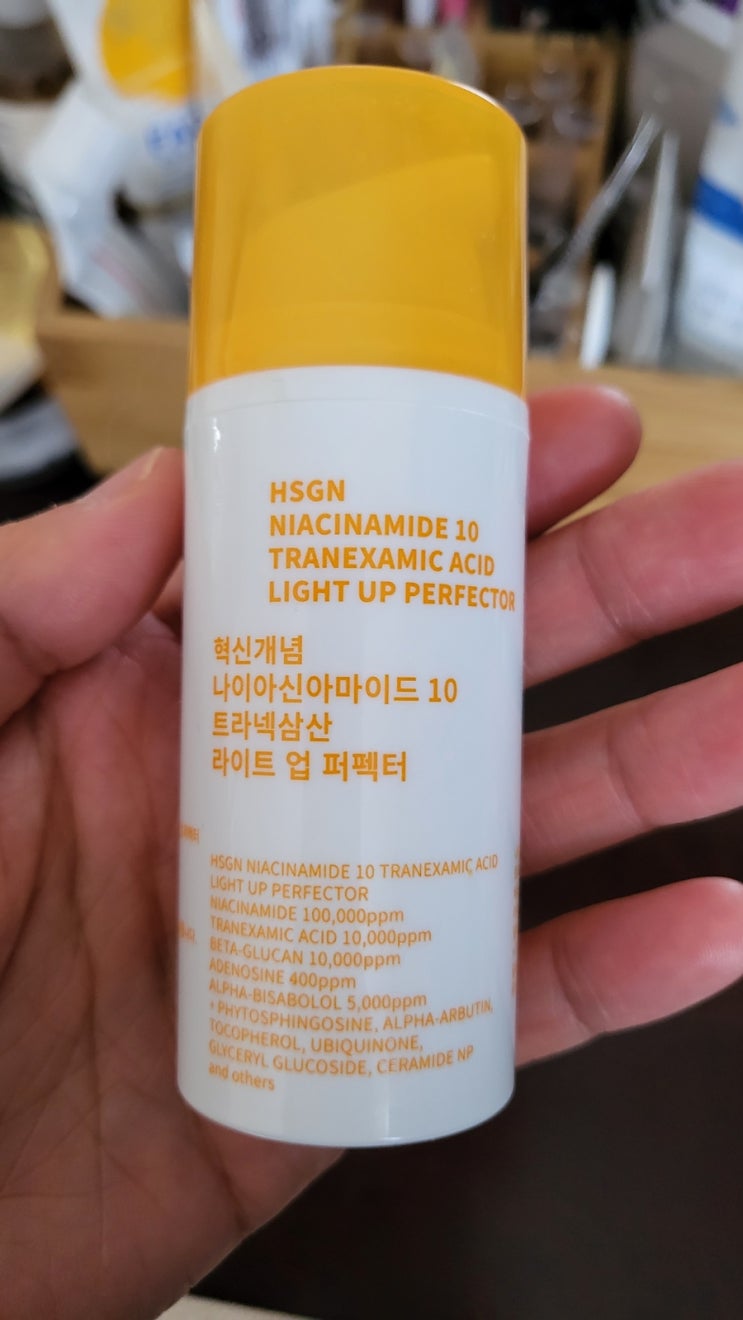 HSGN
NIACINAMIDE 10
TRANEXAMIC ACID
LIGHT UP PERFECTOR
혁신개념
나이아신아마이드 10
트라넥삼산
라이트 업 퍼펙터
HSGN NIACINAMIDE 10 TRANEXAMIC ACID
LIGHT UP PERFECTOR
NIACINAMIDE 100,000ppm
TRANEXAMIC ACID 10,000ppm
BETA-GLUCAN 10,000ppm
ADENOSINE 400ppm
ALPHA-BISABOLOL 5,000ppm
+ PHYTOSPHINGOSINE, ALPHA-ARBUTIN,
TOCOPHEROL, UBIQUINONE,
GLYCERYL GLUCOSIDE, CERAMIDE NP
and others